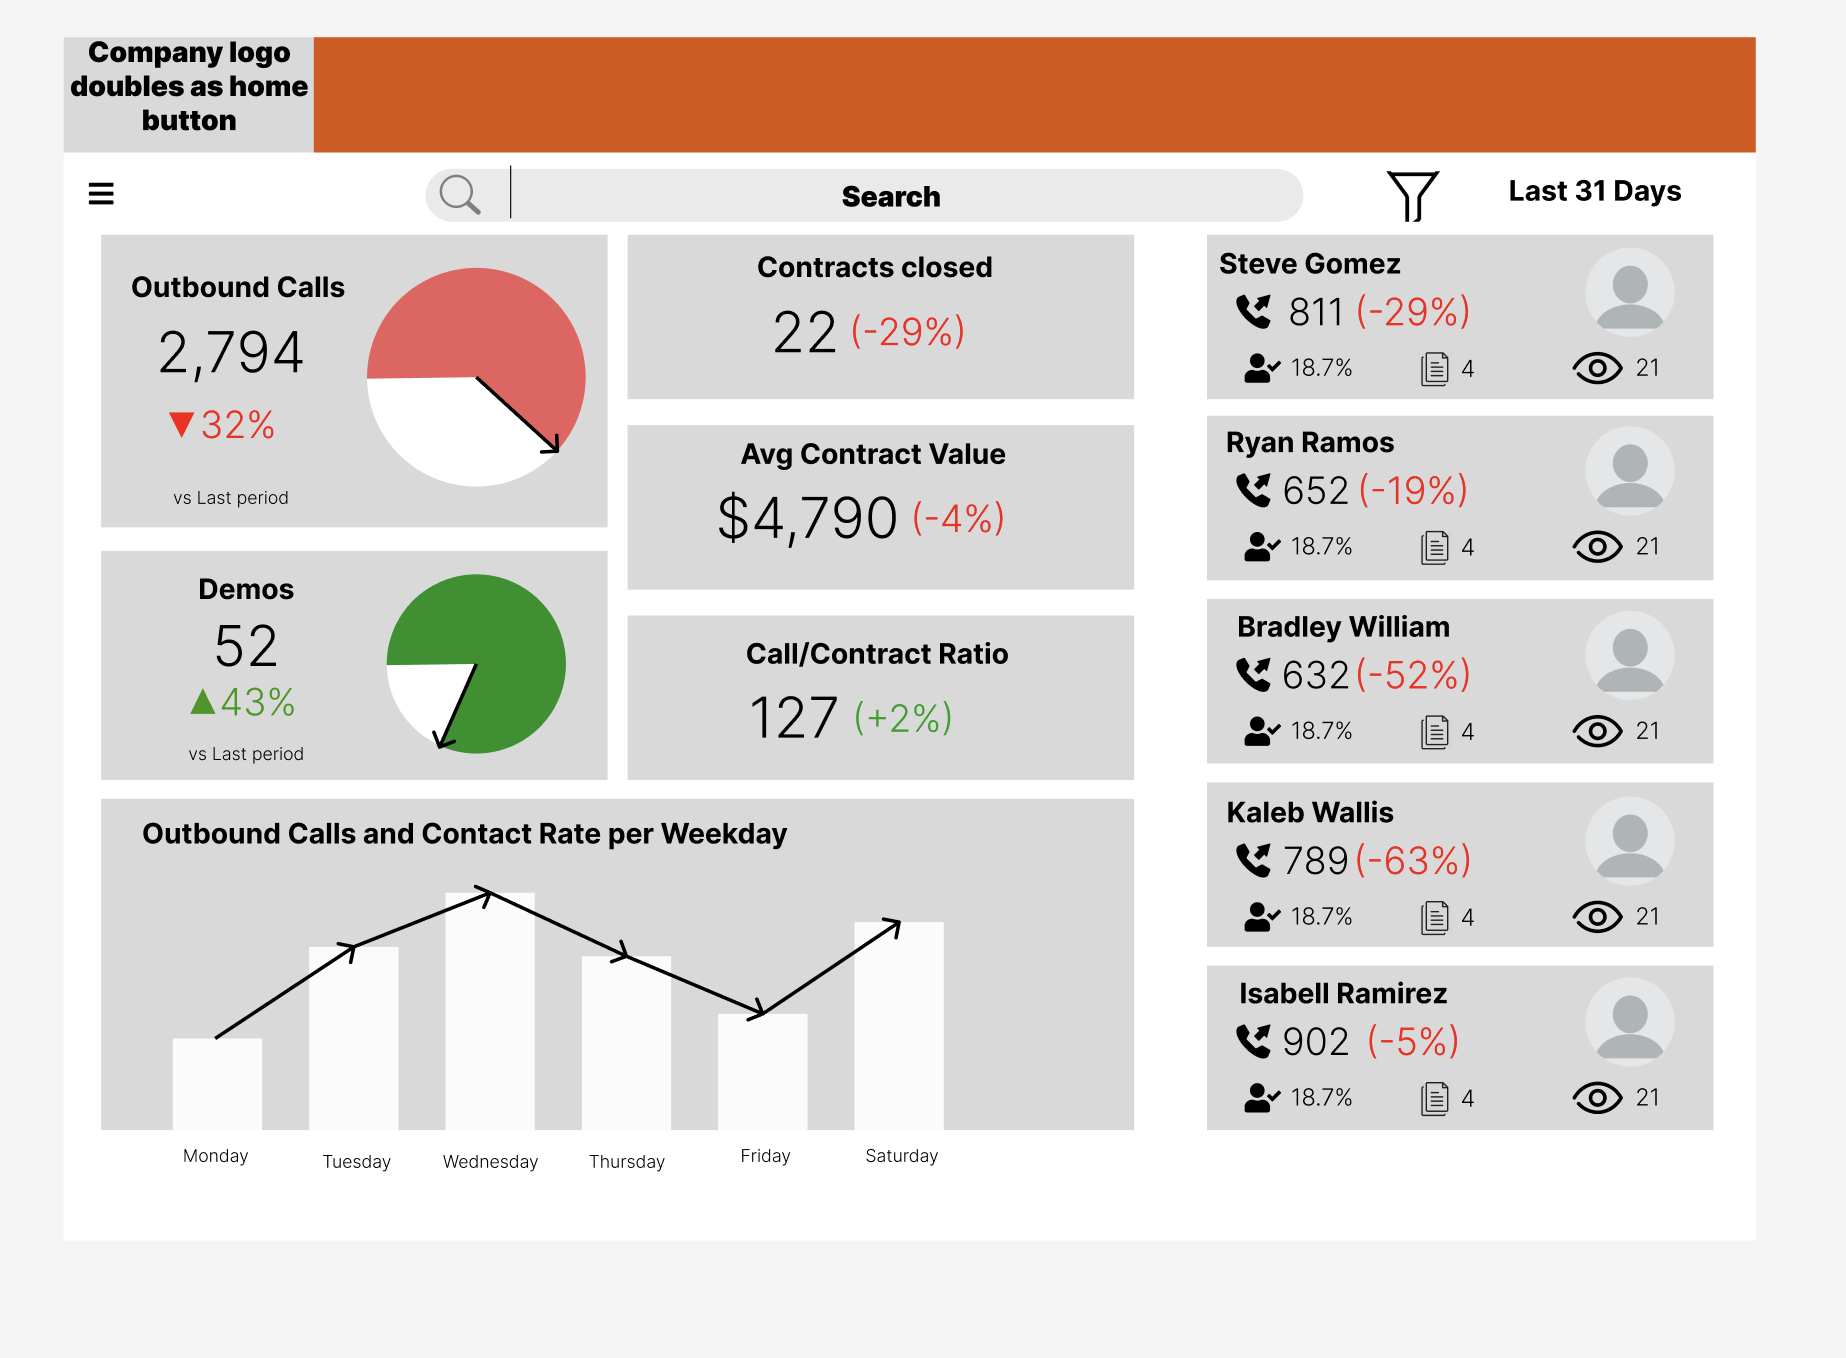 Company logo
doubles as home
button
Search
Last 31 Days
Outbound Calls
2,794
▼32%
vs Last period
Demos
52
▲43%
vs Last period
Contracts closed
22 (-29%)
Avg Contract Value
$4,790 (-4%)
Call/Contract Ratio
127 (+2%)
Outbound Calls and Contact Rate per Weekday
Monday
Tuesday
Wednesday
Thursday
Friday
Saturday
Steve Gomez
811 (-29%)
18.7% 4 21
Ryan Ramos
652 (-19%)
18.7% 4 21
Bradley William
632 (-52%)
18.7% 4 21
Kaleb Wallis
789 (-63%)
18.7% 4 21
Isabell Ramirez
902 (-5%)
18.7% 4 21